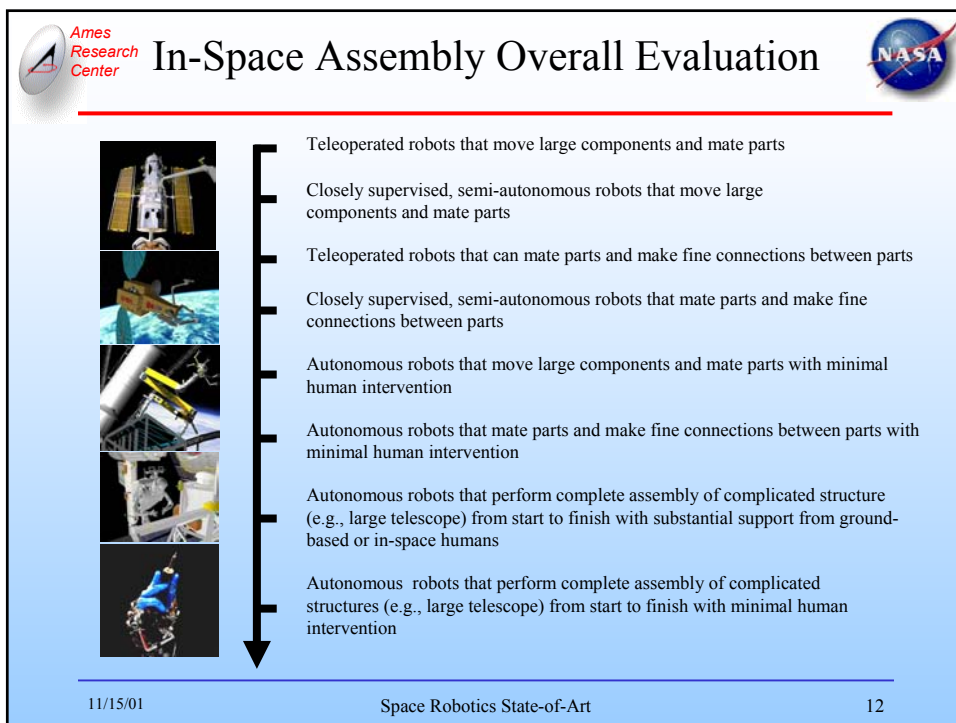 Ames
Research
Center
In-Space Assembly Overall Evaluation
NASA
Teleoperated robots that move large components and mate parts
Closely supervised, semi-autonomous robots that move large
components and mate parts
Teleoperated robots that can mate parts and make fine connections between parts
Closely supervised, semi-autonomous robots that mate parts and make fine
connections between parts
Autonomous robots that move large components and mate parts with minimal
human intervention
Autonomous robots that mate parts and make fine connections between parts with
minimal human intervention
Autonomous robots that perform complete assembly of complicated structure
(e.g., large telescope) from start to finish with substantial support from ground-
based or in-space humans
Autonomous  robots that perform complete assembly of complicated
structures (e.g., large telescope) from start to finish with minimal human
intervention
11/15/01
Space Robotics State-of-Art
12